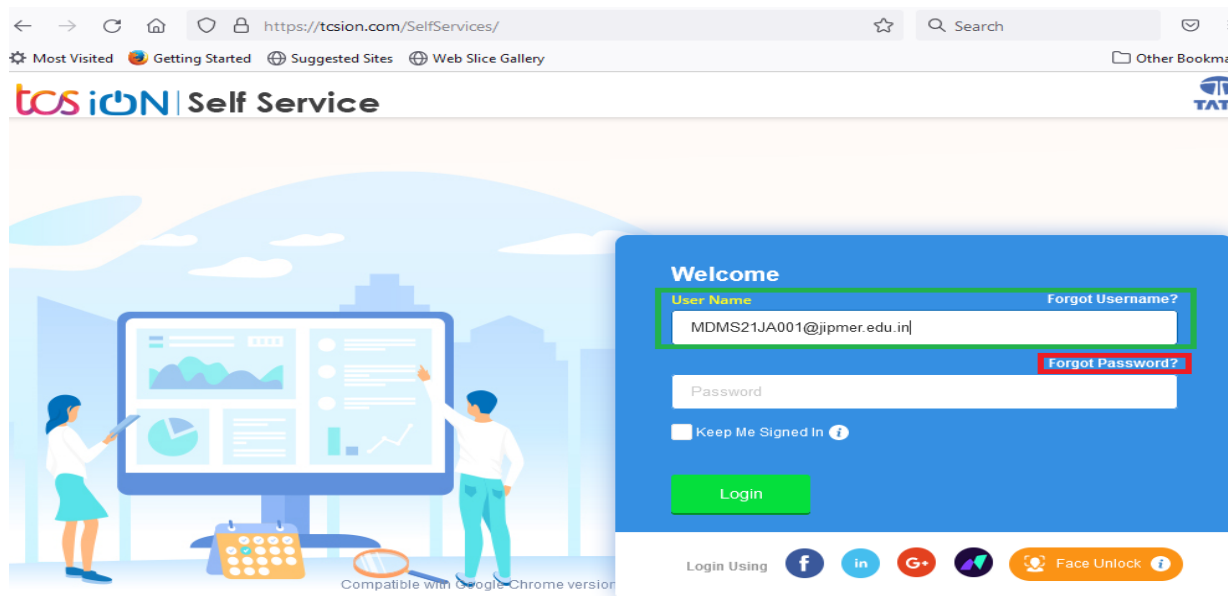 https://tcsion.com/SelfServices/
Search
Most Visited Getting Started Suggested Sites Web Slice Gallery
tcs iON | Self Service
Welcome
User Name Forgot Username?
MDMS21JA001@jipmer.edu.in
Forgot Password?
Password
Keep Me Signed In i
Login
Login Using f in G+ Face Unlock i
Compatible with Google Chrome version